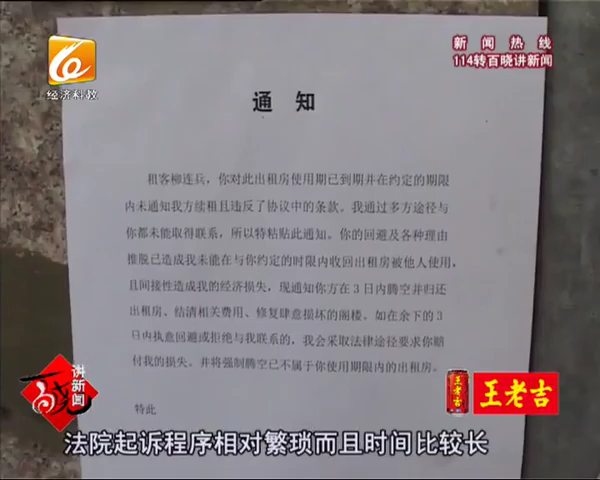 经济科教
新闻热线
114转百晓讲新闻
通 知
租客柳连兵，你对此出租房使用期已到期并在约定的期限
内未通知我方续租且违反了协议中的条款。我通过多方途径与
你都未能取得联系，所以特粘贴此通知。你的回避及各种理由
推脱已造成我未能在与你约定的时限内收回出租房被他人使用，
且间接性造成我的经济损失，现通知你方在3日内腾空并归还
出租房、结清相关费用、修复肆意损坏的阁楼。如在余下的3
日内执意回避或拒绝与我联系的，我会采取法律途径要求你赔
付我的损失。并将强制腾空已不属于你使用期限内的出租房。
特此
百晓
讲新闻
王老吉
王老吉
法院起诉程序相对繁琐而且时间比较长